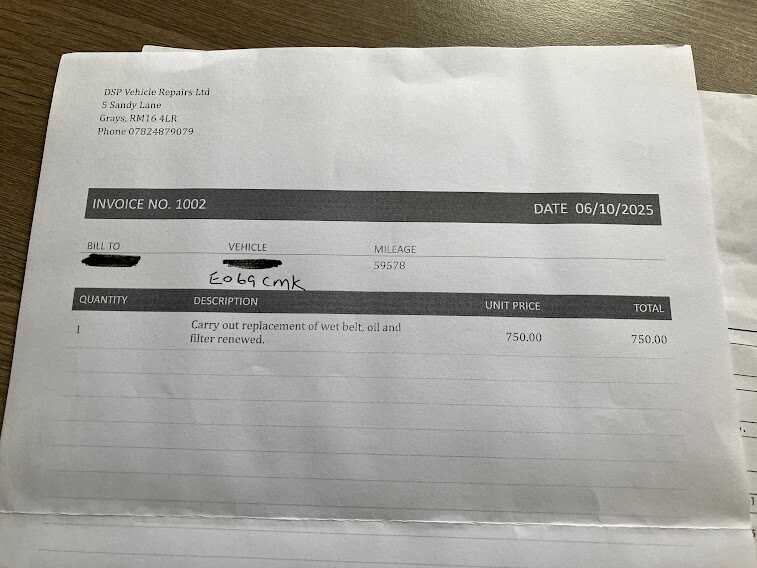 DSP Vehicle Repairs Ltd
5 Sandy Lane
Grays, RM16 4LR
Phone 07824879079
INVOICE NO. 1002 DATE 06/10/2025
BILL TO VEHICLE MILEAGE
59578
EO69 CMK
QUANTITY DESCRIPTION UNIT PRICE TOTAL
1 Carry out replacement of wet belt, oil and 750.00 750.00
filter renewed.